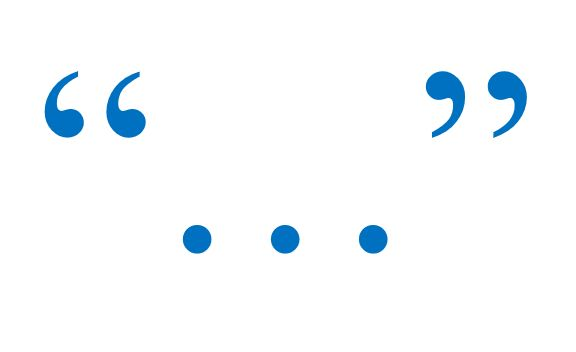 “ ”
. . .